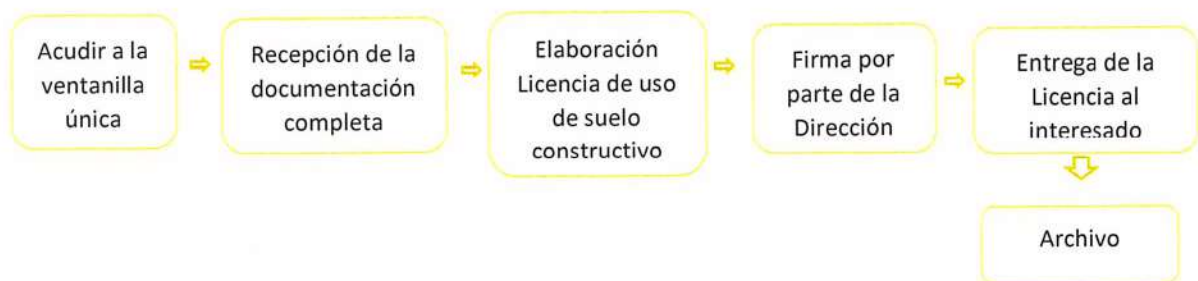 Acudir a la
ventanilla
única
Recepción de la
documentación
completa
Elaboración
Licencia de uso
de suelo
constructivo
Firma por
parte de la
Dirección
Entrega de la
Licencia al
interesado
Archivo